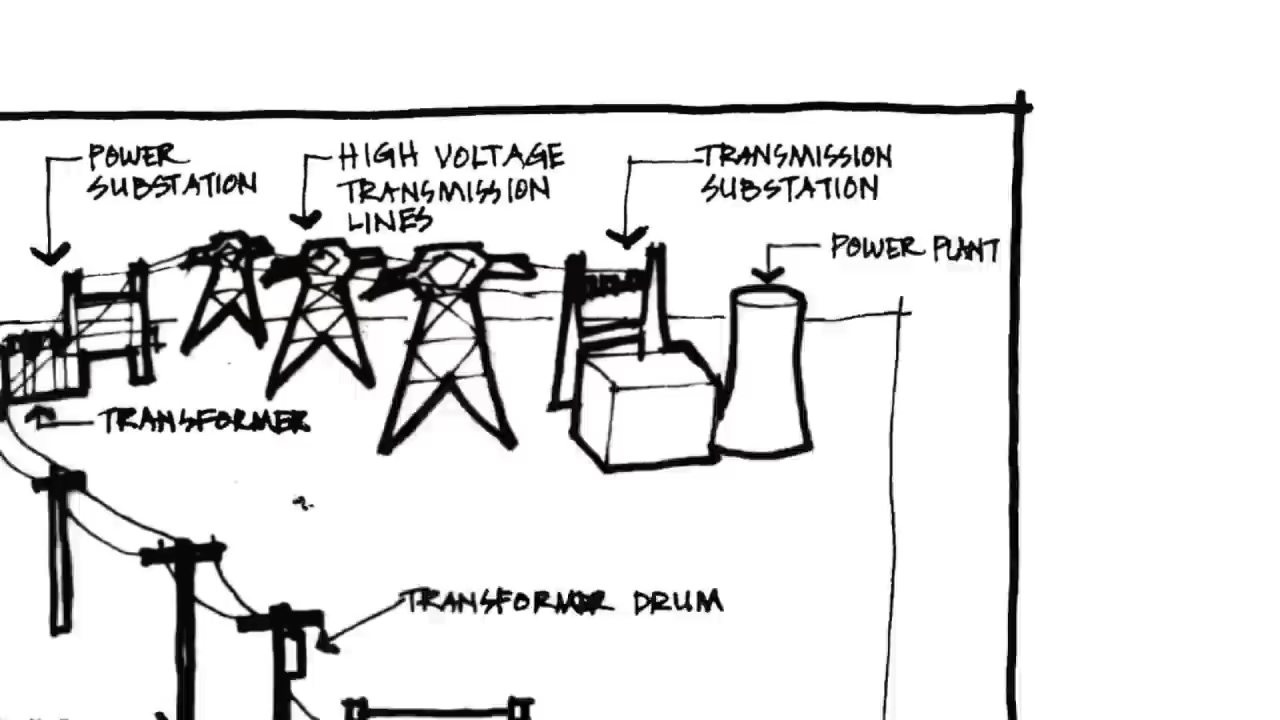 POWER
SUBSTATION
HIGH VOLTAGE
TRANSMISSION
LINES
TRANSMISSION
SUBSTATION
POWER PLANT
TRANSFORMER
TRANSFORMER DRUM